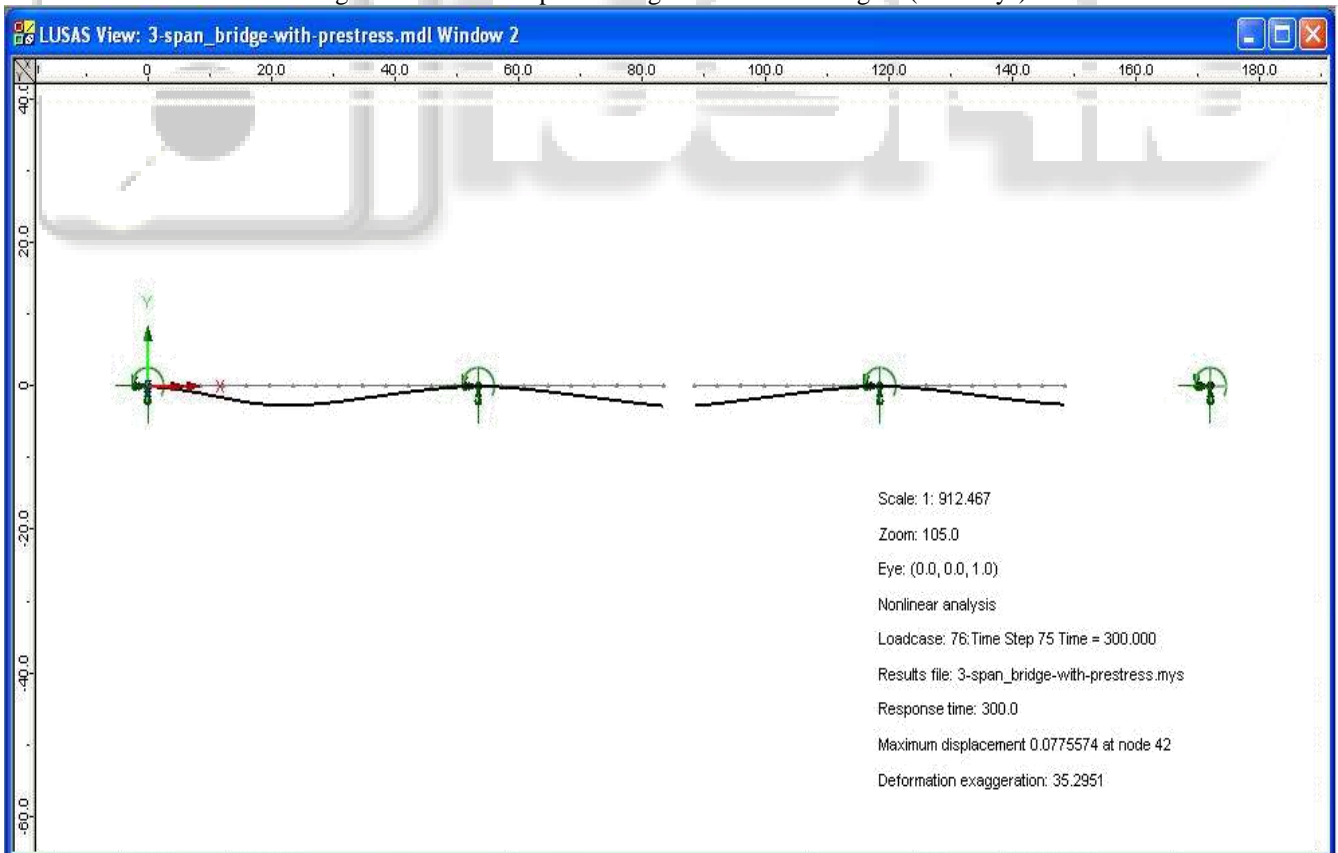 LUSAS View: 3-span_bridge-with-prestress.mdl Window 2
0 20.0 40.0 60.0 80.0 100.0 120.0 140.0 160.0 180.0
40.0
20.0
Y
0
X
-20.0
-40.0
-60.0
Scale: 1: 912.467
Zoom: 105.0
Eye: (0.0, 0.0, 1.0)
Nonlinear analysis
Loadcase: 76:Time Step 75 Time = 300.000
Results file: 3-span_bridge-with-prestress.mys
Response time: 300.0
Maximum displacement 0.0775574 at node 42
Deformation exaggeration: 35.2951